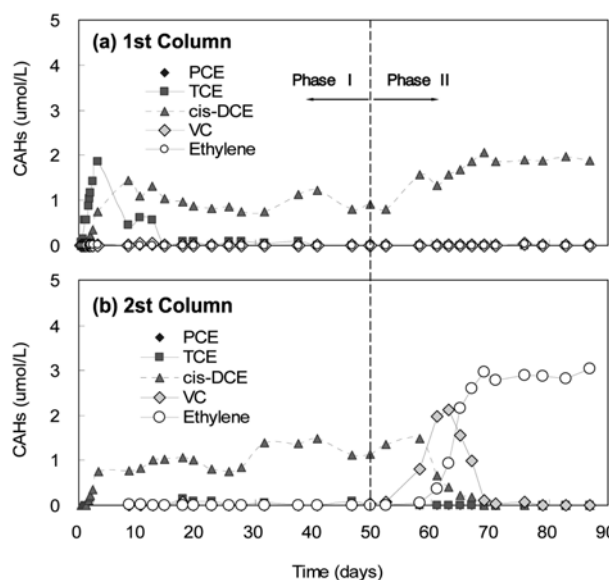 5
(a) 1st Column
4
PCE
Phase I
Phase II
TCE
3
cis-DCE
VC
2
Ethylene
1
0
CAHs (umol/L)
5
(b) 2st Column
4
PCE
TCE
3
cis-DCE
VC
2
Ethylene
1
0
CAHs (umol/L)
0 10 20 30 40 50 60 70 80 90
Time (days)